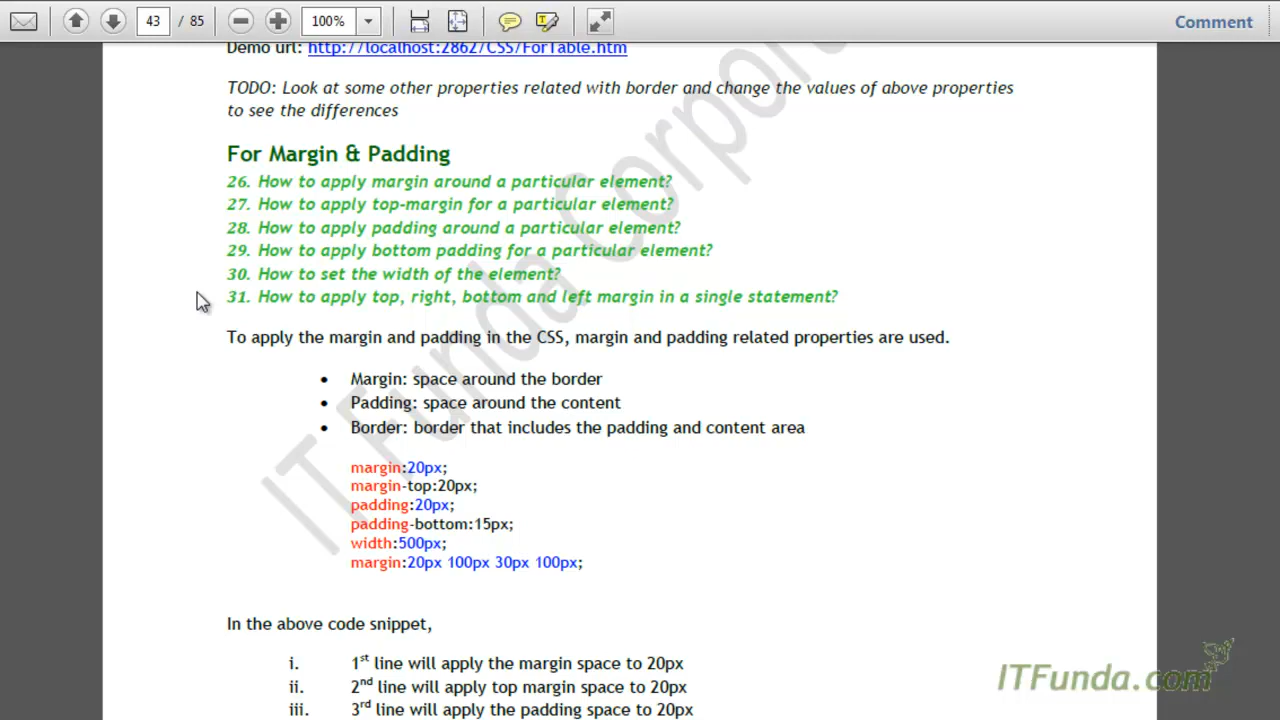 43 / 85 100% Comment
Demo url: http://localhost:2862/CSS/ForTable.htm
TODO: Look at some other properties related with border and change the values of above properties
to see the differences
For Margin & Padding
26. How to apply margin around a particular element?
27. How to apply top-margin for a particular element?
28. How to apply padding around a particular element?
29. How to apply bottom padding for a particular element?
30. How to set the width of the element?
31. How to apply top, right, bottom and left margin in a single statement?
To apply the margin and padding in the CSS, margin and padding related properties are used.
• Margin: space around the border
• Padding: space around the content
• Border: border that includes the padding and content area
margin:20px;
margin-top:20px;
padding:20px;
padding-bottom:15px;
width:500px;
margin:20px 100px 30px 100px;
In the above code snippet,
i. 1st line will apply the margin space to 20px
ii. 2nd line will apply top margin space to 20px
iii. 3rd line will apply the padding space to 20px
IT Funda Corpor
ITFunda.com